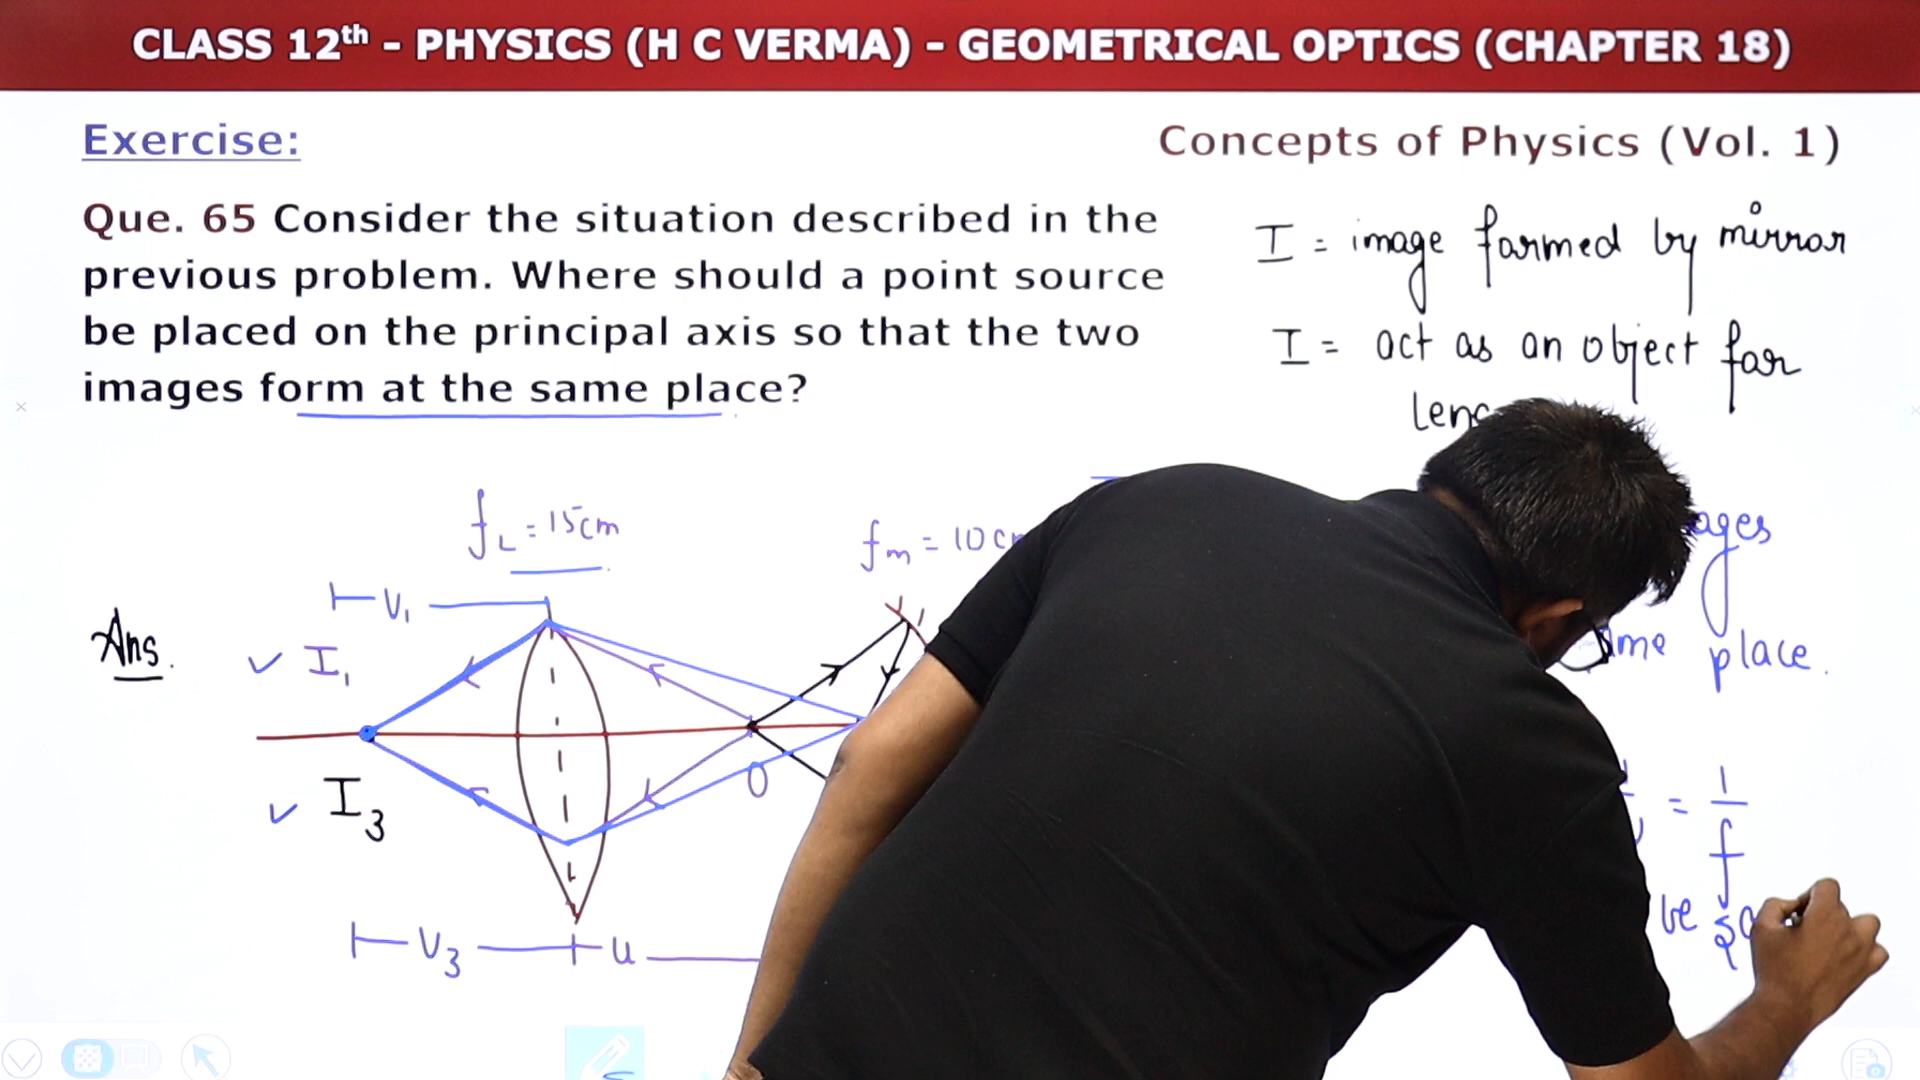 CLASS 12th - PHYSICS (H C VERMA) - GEOMETRICAL OPTICS (CHAPTER 18)
Exercise:
Concepts of Physics (Vol. 1)
Que. 65 Consider the situation described in the
previous problem. Where should a point source
be placed on the principal axis so that the two
images form at the same place?
I = image formed by mirror
I = act as an object for
fL = 15cm
fm = 10
V1
Ans.
I1
place.
O
I3
= 1/f
be
V3
u